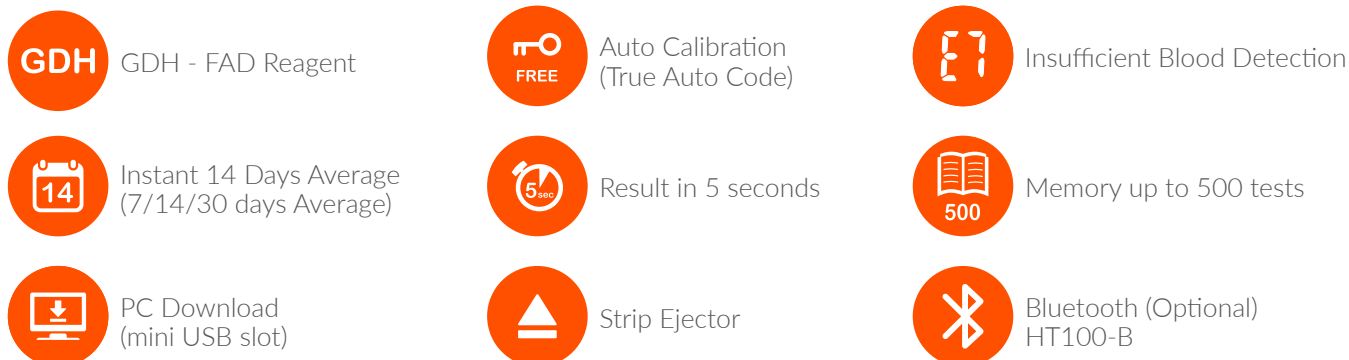 GDH
GDH - FAD Reagent
FREE
Auto Calibration
(True Auto Code)
E7
Insufficient Blood Detection
14
Instant 14 Days Average
(7/14/30 days Average)
5sec
Result in 5 seconds
500
Memory up to 500 tests
PC Download
(mini USB slot)
Strip Ejector
Bluetooth (Optional)
HT100-B